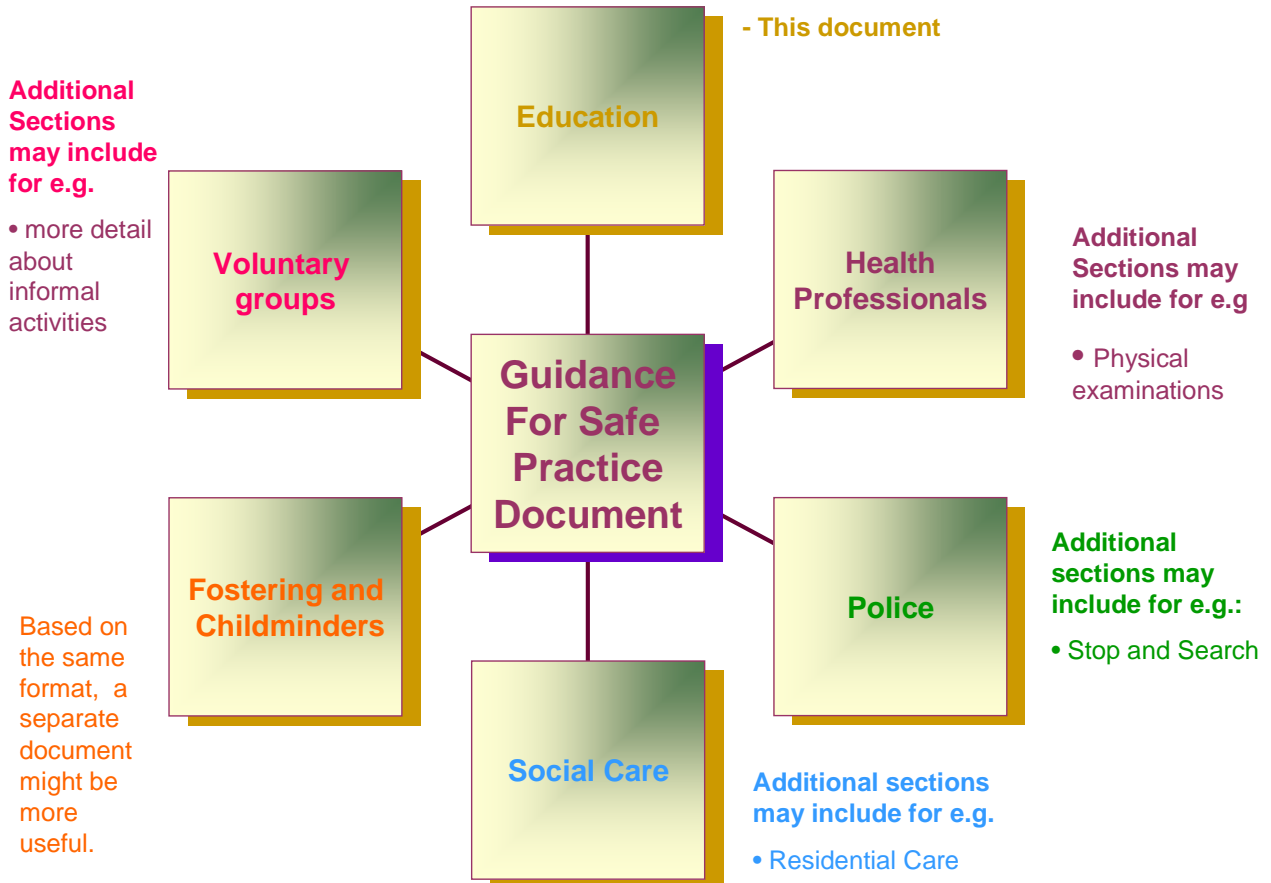 - This document
Education
Additional
Sections
may include
for e.g.
• more detail
about
informal
activities
Voluntary
groups
Health
Professionals
Additional
Sections may
include for e.g
• Physical
examinations
Guidance
For Safe
Practice
Document
Fostering and
Childminders
Based on
the same
format, a
separate
document
might be
more
useful.
Police
Additional
sections may
include for e.g.:
• Stop and Search
Social Care
Additional sections
may include for e.g.
• Residential Care